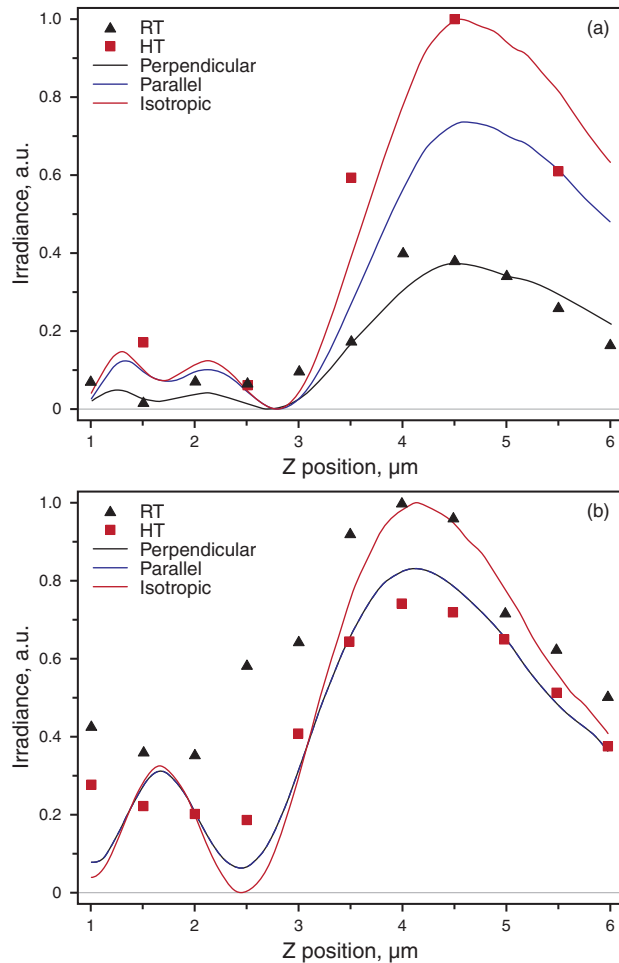 1.0
(a)
RT
HT
Perpendicular
Parallel
Isotropic
0.8
0.6
0.4
0.2
0
Irradiance, a.u.
1 2 3 4 5 6
Z position, μm
1.0
(b)
RT
HT
Perpendicular
Parallel
Isotropic
0.8
0.6
0.4
0.2
0
Irradiance, a.u.
1 2 3 4 5 6
Z position, μm